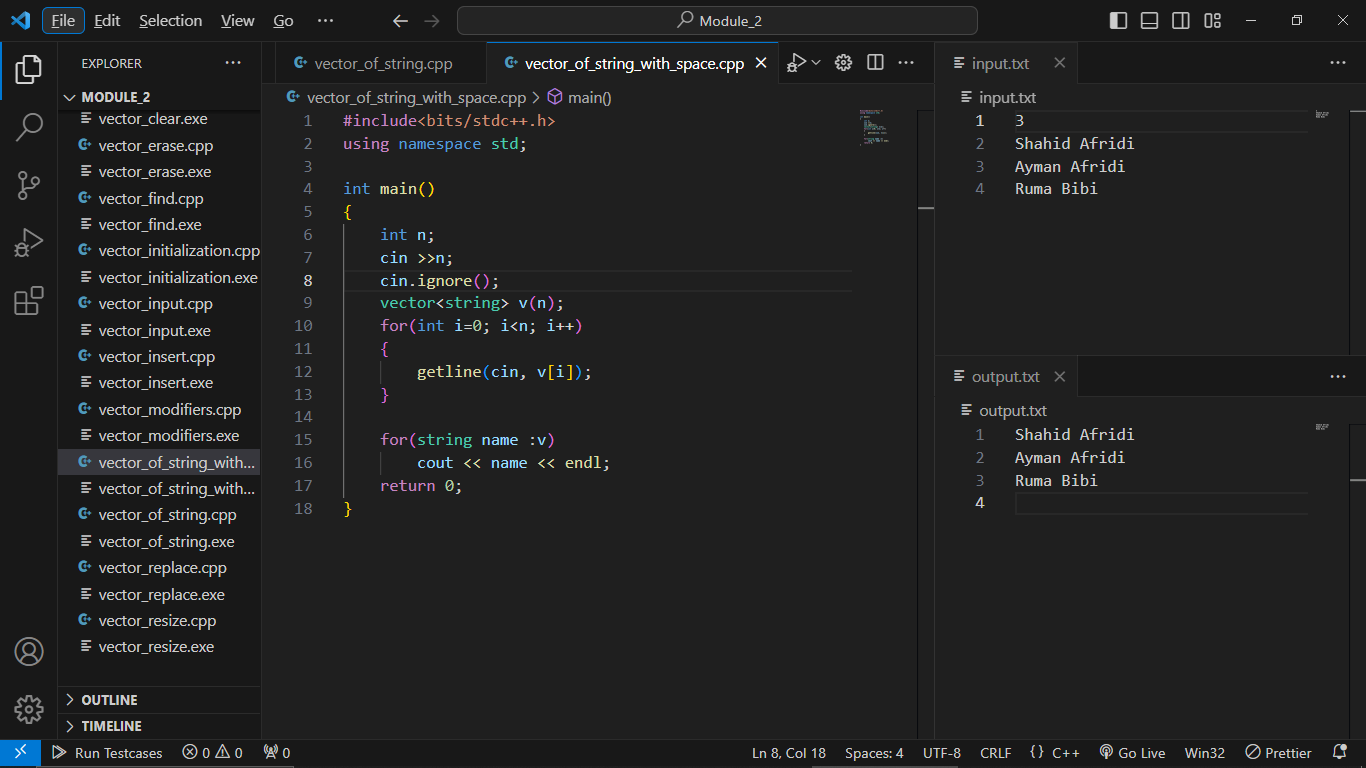 File Edit Selection View Go ···
Module_2
EXPLORER ···
MODULE_2
vector_clear.exe
vector_erase.cpp
vector_erase.exe
vector_find.cpp
vector_find.exe
vector_initialization.cpp
vector_initialization.exe
vector_input.cpp
vector_input.exe
vector_insert.cpp
vector_insert.exe
vector_modifiers.cpp
vector_modifiers.exe
vector_of_string_with...
vector_of_string_with...
vector_of_string.cpp
vector_of_string.exe
vector_replace.cpp
vector_replace.exe
vector_resize.cpp
vector_resize.exe
OUTLINE
TIMELINE
vector_of_string.cpp vector_of_string_with_space.cpp
vector_of_string_with_space.cpp > main()
1 #include<bits/stdc++.h>
2 using namespace std;
3
4 int main()
5 {
6 int n;
7 cin >>n;
8 cin.ignore();
9 vector<string> v(n);
10 for(int i=0; i<n; i++)
11 {
12 getline(cin, v[i]);
13 }
14
15 for(string name :v)
16 cout << name << endl;
17 return 0;
18 }
input.txt
input.txt
1 3
2 Shahid Afridi
3 Ayman Afridi
4 Ruma Bibi
output.txt
output.txt
1 Shahid Afridi
2 Ayman Afridi
3 Ruma Bibi
4
Run Testcases 0 0 0 Ln 8, Col 18 Spaces: 4 UTF-8 CRLF {} C++ Go Live Win32 Prettier